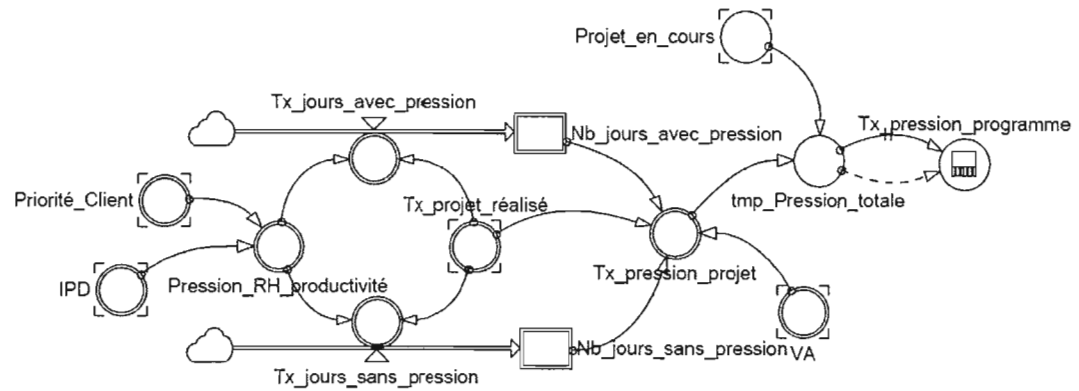 Projet_en_cours
Tx_jours_avec_pression
Tx_pression_programme
Nb_jours_avec_pression
Priorité_Client
Tx_projet_réalisé
tmp_Pression_totale
Tx_pression_projet
IPD
Pression_RH_productivité
Nb_jours_sans_pression
VA
Tx_jours_sans_pression